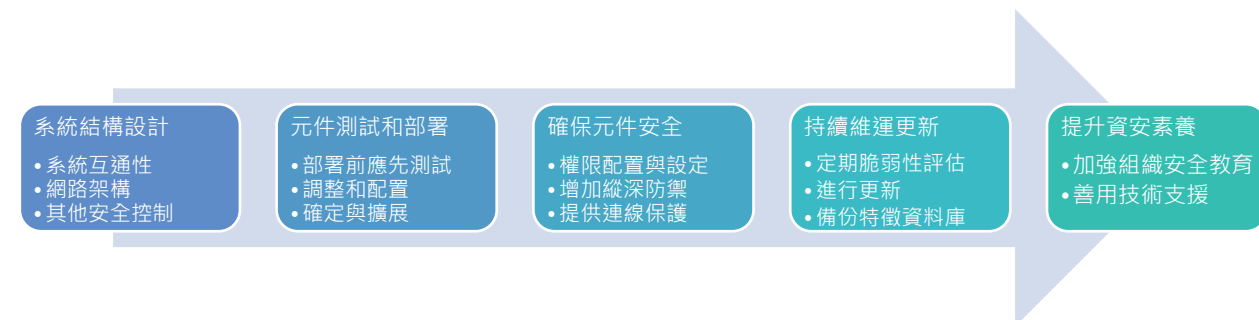 系統結構設計
•系統互通性
•網路架構
•其他安全控制
元件測試和部署
•部署前應先測試
•調整和配置
•確定與擴展
確保元件安全
•權限配置與設定
•增加縱深防禦
•提供連線保護
持續維運更新
•定期脆弱性評估
•進行更新
•備份特徵資料庫
提升資安素養
•加強組織安全教育
•善用技術支援